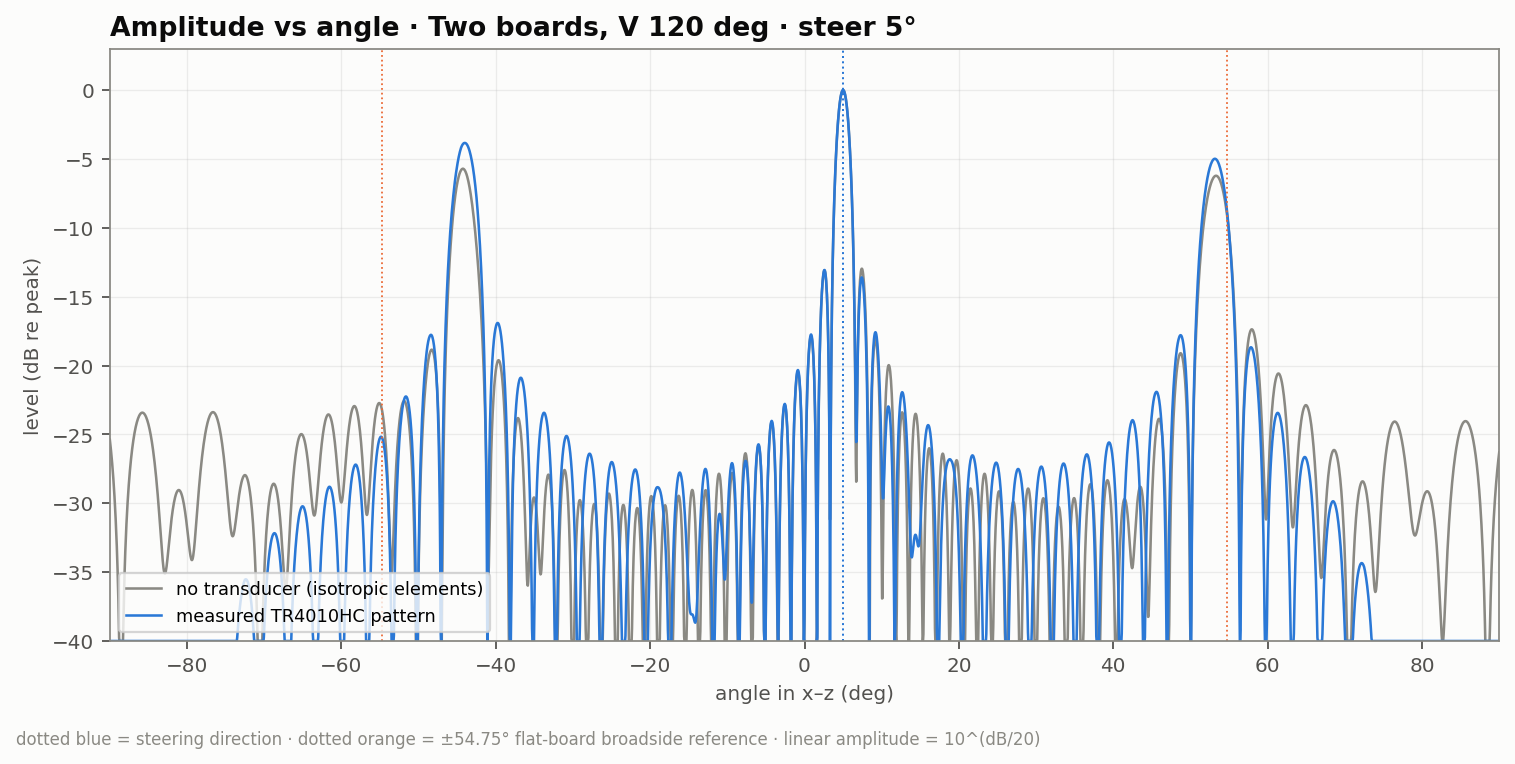 Amplitude vs angle · Two boards, V 120 deg · steer 5°
level (dB re peak)
0
−5
−10
−15
−20
−25
−30
−35
−40
no transducer (isotropic elements)
measured TR4010HC pattern
−80 −60 −40 −20 0 20 40 60 80
angle in x–z (deg)
dotted blue = steering direction · dotted orange = ±54.75° flat-board broadside reference · linear amplitude = 10^(dB/20)